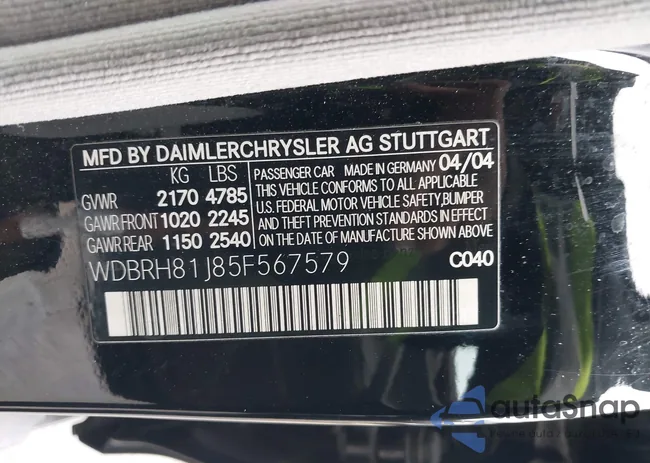 MFD BY DAIMLERCHRYSLER AG STUTTGART
KG LBS
GVWR 2170 4785
GAWR FRONT 1020 2245
GAWR REAR 1150 2540
PASSENGER CAR MADE IN GERMANY 04/04
THIS VEHICLE CONFORMS TO ALL APPLICABLE
U.S. FEDERAL MOTOR VEHICLE SAFETY, BUMPER
AND THEFT PREVENTION STANDARDS IN EFFECT
ON THE DATE OF MANUFACTURE SHOWN ABOVE
WDBRH81J85F567579
C040
autoSnap